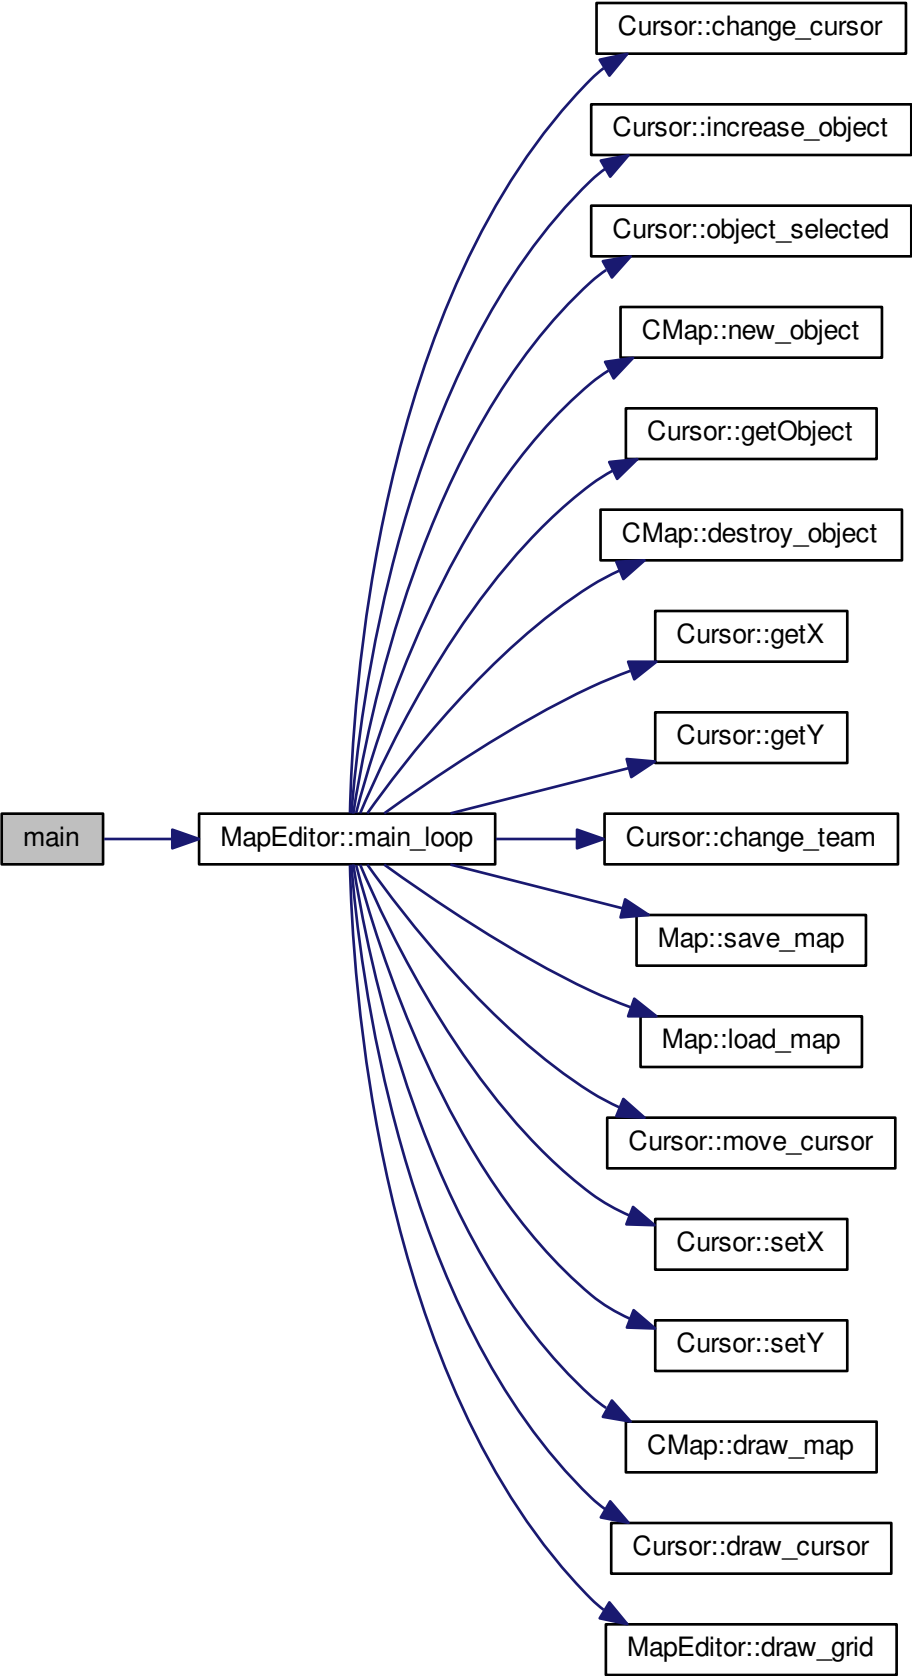 Cursor::change_cursor
Cursor::increase_object
Cursor::object_selected
CMap::new_object
Cursor::getObject
CMap::destroy_object
Cursor::getX
Cursor::getY
main
MapEditor::main_loop
Cursor::change_team
Map::save_map
Map::load_map
Cursor::move_cursor
Cursor::setX
Cursor::setY
CMap::draw_map
Cursor::draw_cursor
MapEditor::draw_grid